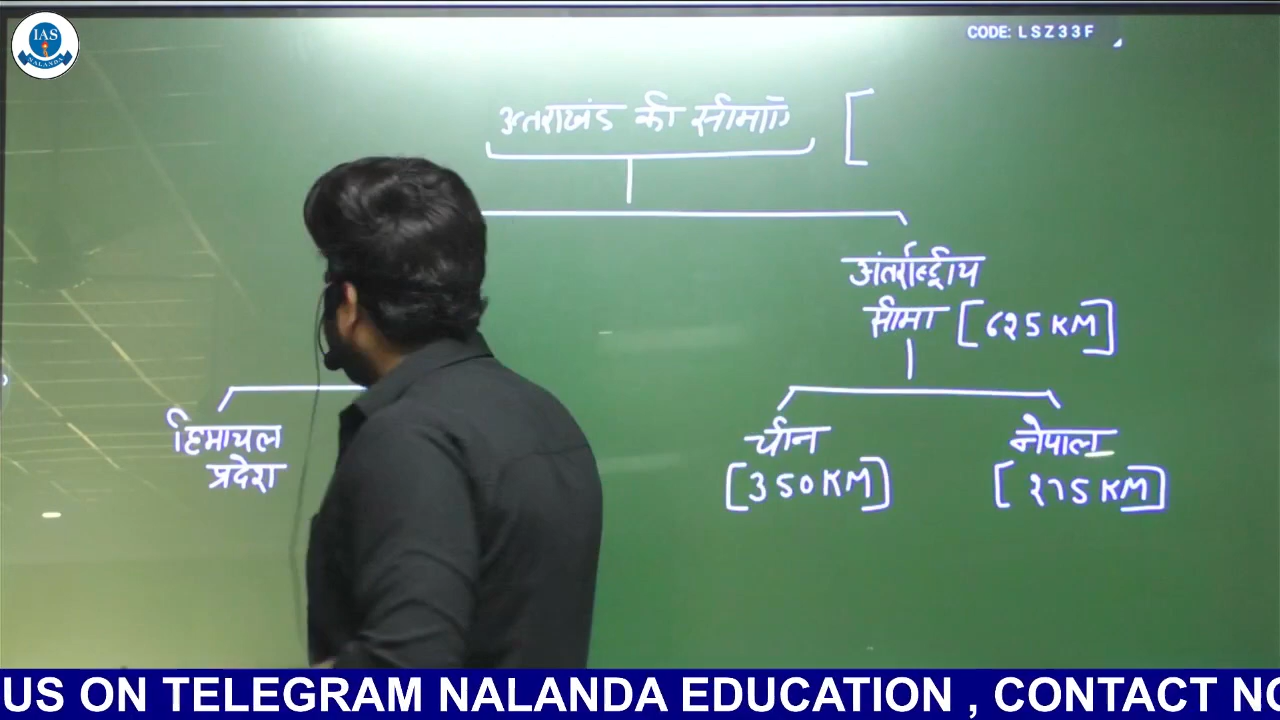 IAS
NALANDA
CODE: LSZ33F
उत्तराखंड की सीमाएं [
अंतर्राष्ट्रीय
सीमा [625 KM]
हिमाचल
प्रदेश
चीन
[350 KM]
नेपाल
[275 KM]
US ON TELEGRAM NALANDA EDUCATION , CONTACT NO